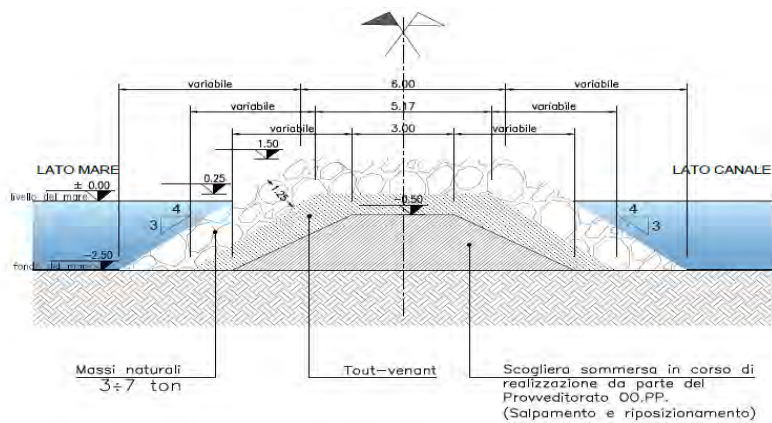 variabile 6.00 variabile
variabile 5.17 variabile
variabile 3.00 variabile
1.50
LATO MARE
LATO CANALE
0.25
± 0.00
livello del mare
1.25
-0.50
4
3
4
3
-2.50
fondo del mare
Massi naturali
3÷7 ton
Tout-venant
Scogliera sommersa in corso di
realizzazione da parte del
Provveditorato OO.PP.
(Salpamento e riposizionamento)